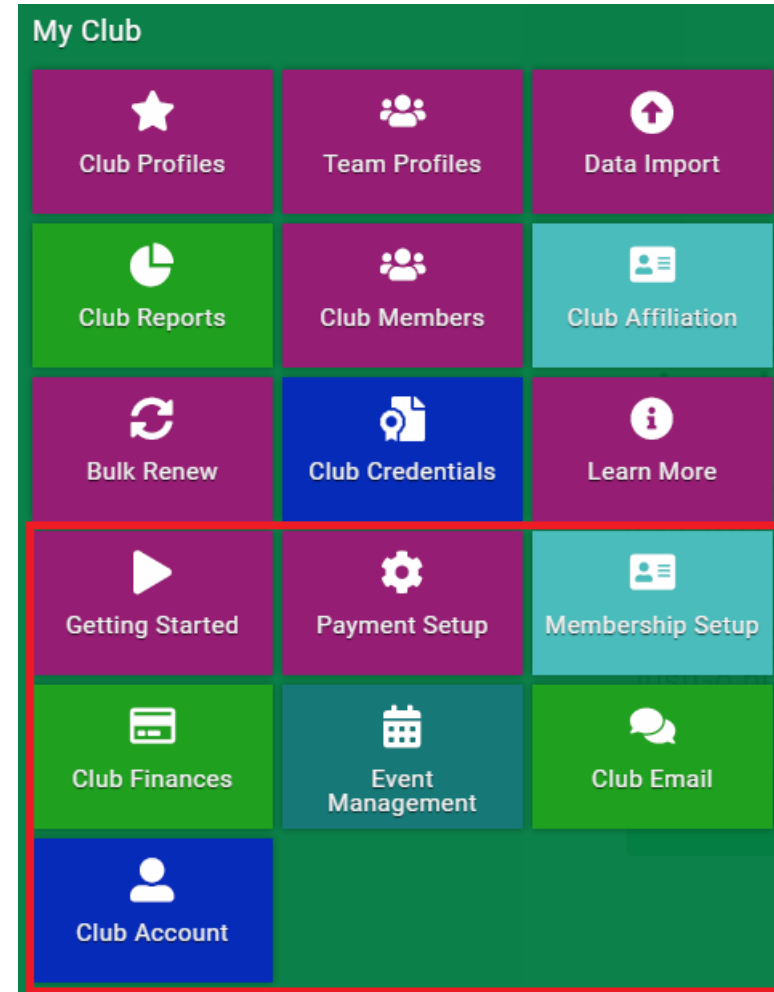 My Club
Club Profiles
Team Profiles
Data Import
Club Reports
Club Members
Club Affiliation
Bulk Renew
Club Credentials
Learn More
Getting Started
Payment Setup
Membership Setup
Club Finances
Event
Management
Club Email
Club Account